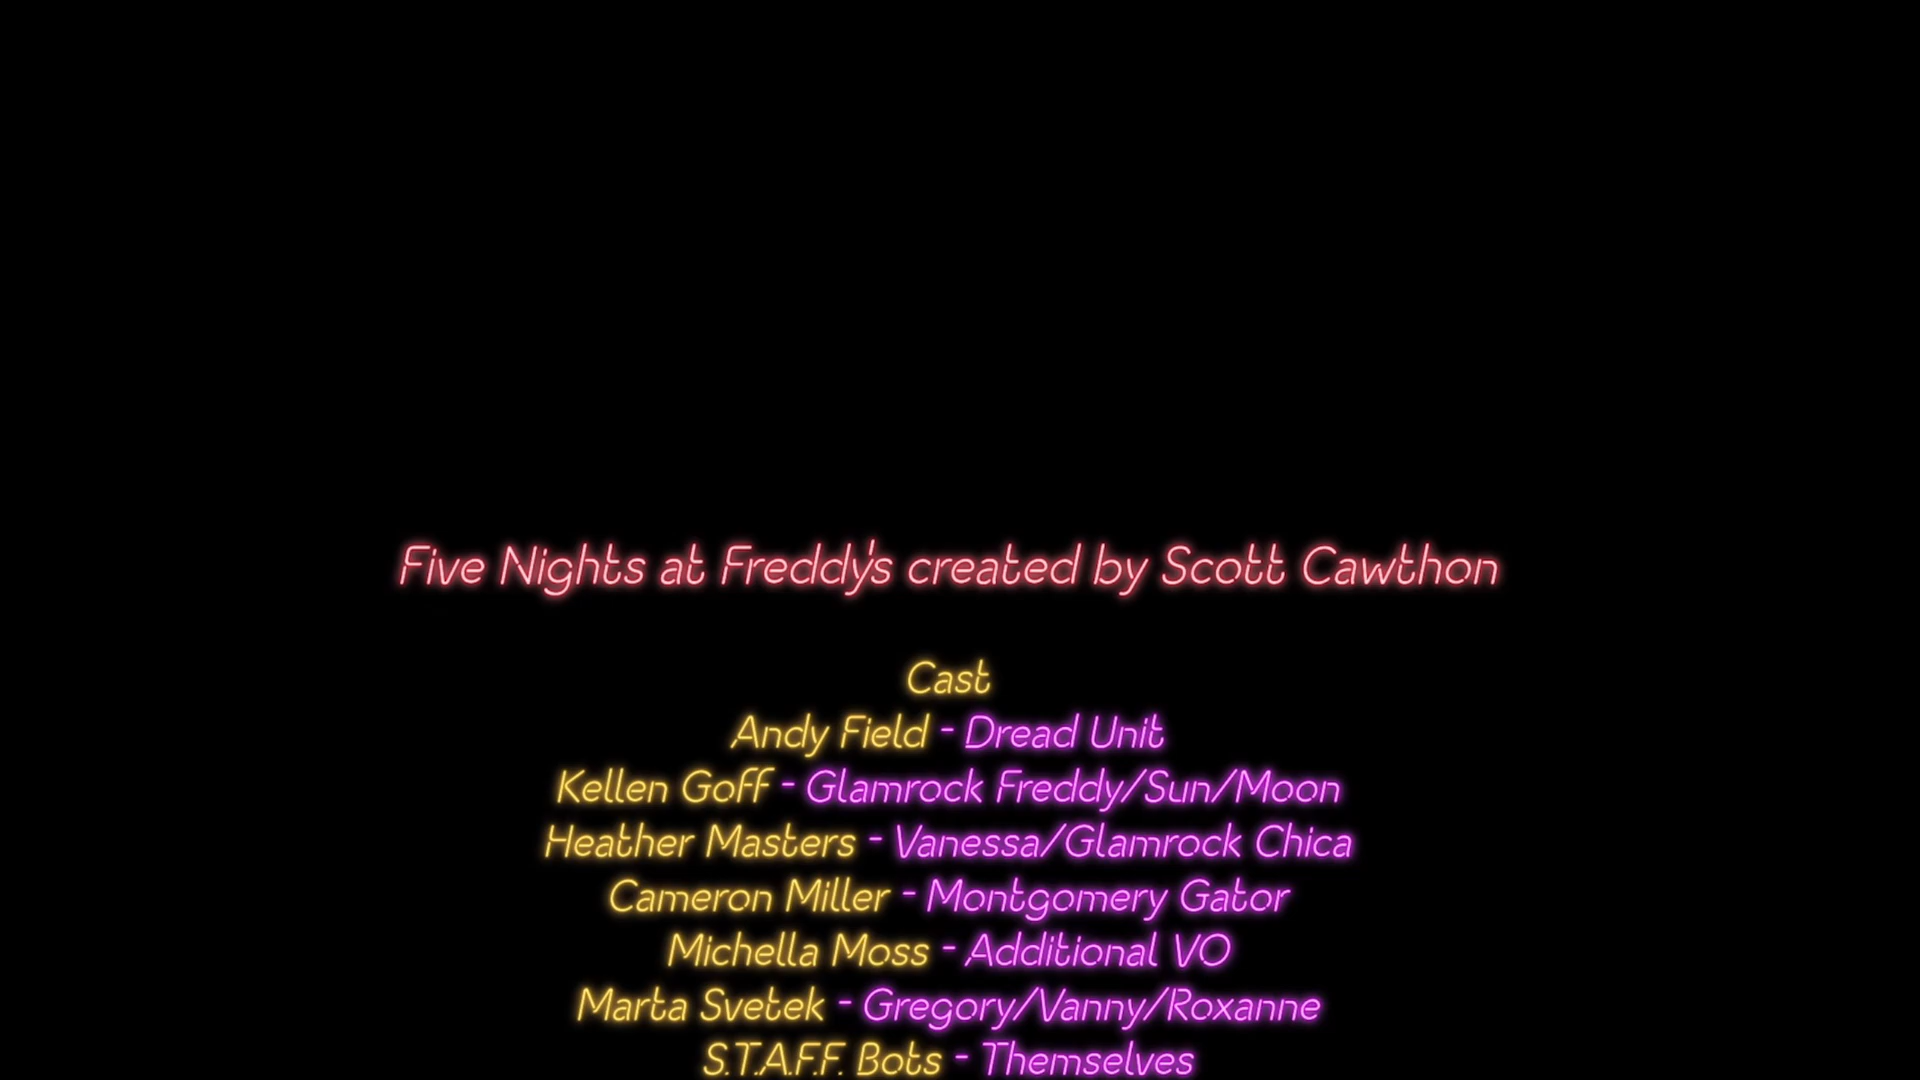 Five Nights at Freddy's created by Scott Cawthon
Cast
Andy Field - Dread Unit
Kellen Goff - Glamrock Freddy/Sun/Moon
Heather Masters - Vanessa/Glamrock Chica
Cameron Miller - Montgomery Gator
Michella Moss - Additional VO
Marta Svetek - Gregory/Vanny/Roxanne
S.T.A.F.F. Bots - Themselves